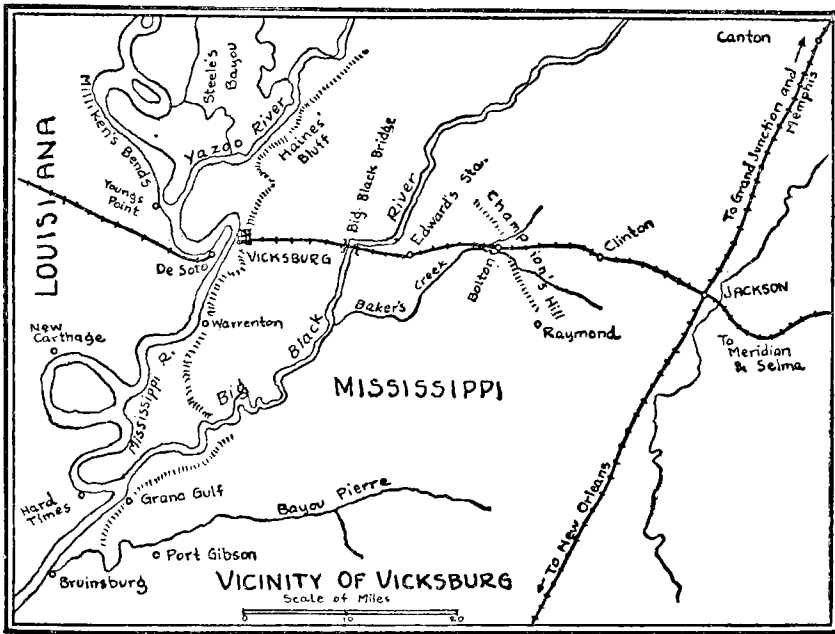 Canton
To Grand Junction and
Memphis
Steele's
Bayou
Milliken's Bends
Yazoo River
Haines'
Bluff
LOUISIANA
Youngs
Point
Big Black Bridge
River
Edward's Sta.
Champion's Hill
De Soto
VICKSBURG
Clinton
Bolton
Baker's Creek
JACKSON
Warrenton
Raymond
New
Carthage
To
Meridian
& Selma
Mississippi R.
Big Black
MISSISSIPPI
Hard
Times
Grana Gulf
Bayou Pierre
To New Orleans
Port Gibson
Bruinsburg
VICINITY OF VICKSBURG
Scale of Miles
0 10 20